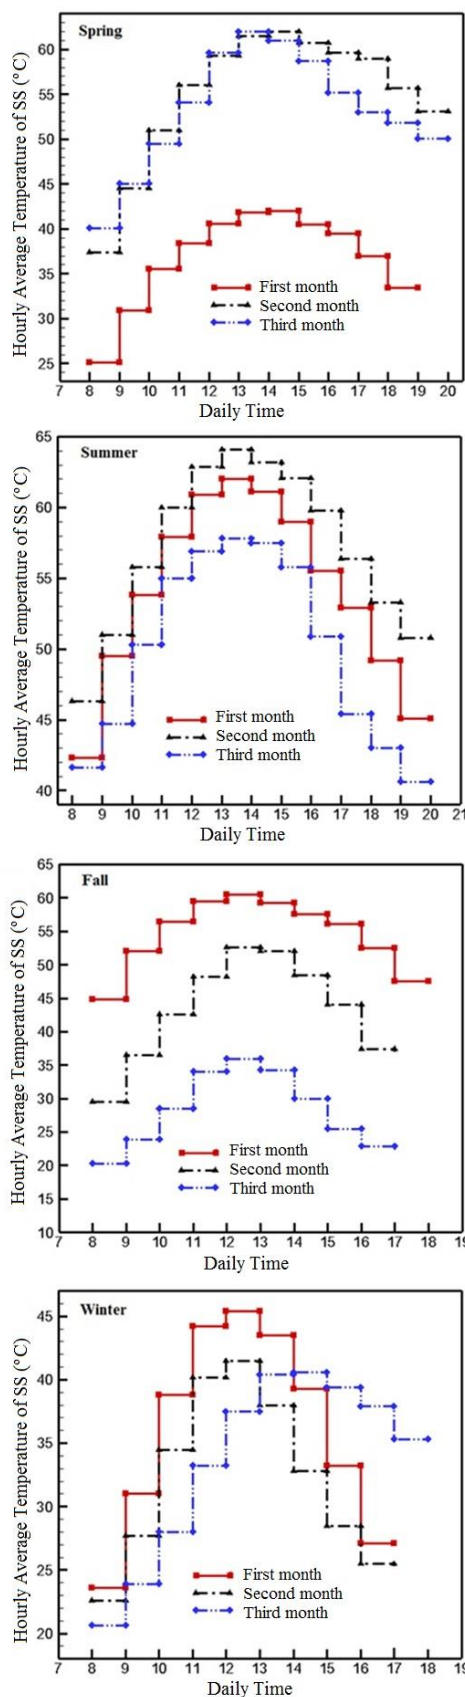 Spring
Hourly Average Temperature of SS (°C)
60
55
50
45
40
35
30
25
First month
Second month
Third month
7 8 9 10 11 12 13 14 15 16 17 18 19 20
Daily Time
Summer
Hourly Average Temperature of SS (°C)
65
60
55
50
45
40
First month
Second month
Third month
8 9 10 11 12 13 14 15 16 17 18 19 20 21
Daily Time
Fall
Hourly Average Temperature of SS (°C)
65
60
55
50
45
40
35
30
25
20
15
10
First month
Second month
Third month
7 8 9 10 11 12 13 14 15 16 17 18 19
Daily Time
Winter
Hourly Average Temperature of SS (°C)
45
40
35
30
25
20
First month
Second month
Third month
7 8 9 10 11 12 13 14 15 16 17 18 19
Daily Time